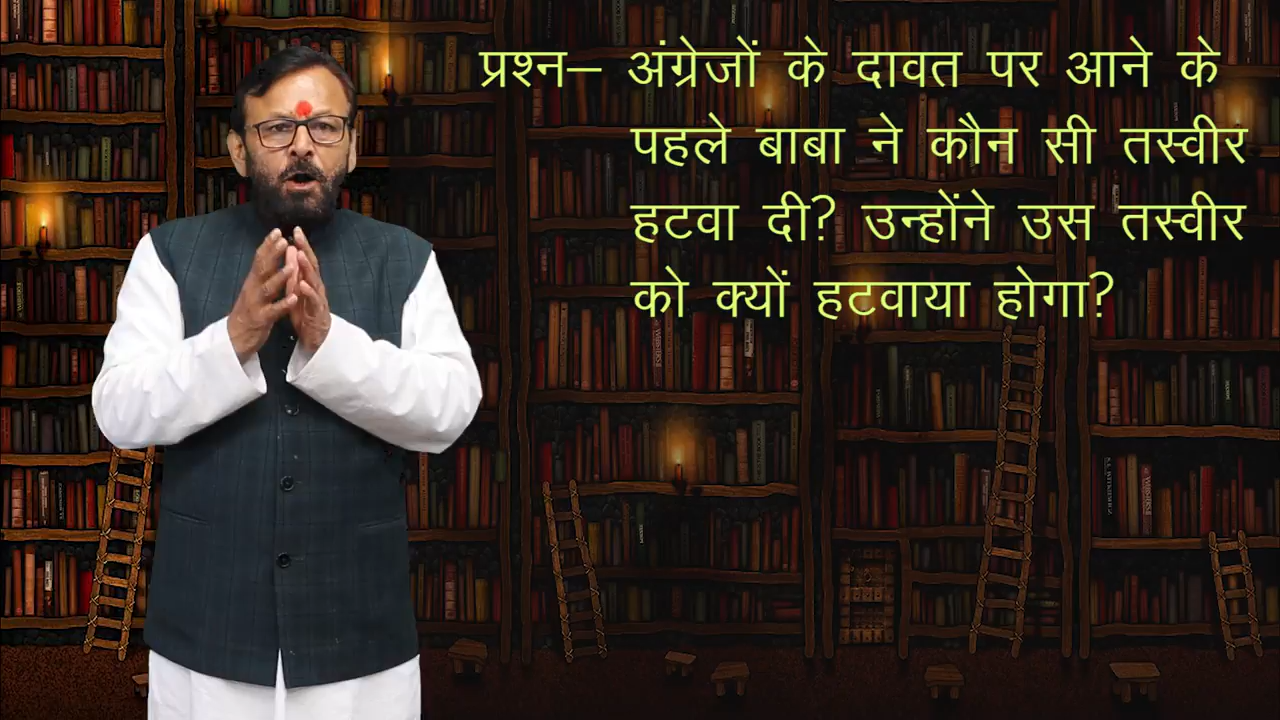 प्रश्न– अंग्रेजों के दावत पर आने के
पहले बाबा ने कौन सी तस्वीर
हटवा दी? उन्होंने उस तस्वीर
को क्यों हटवाया होगा?